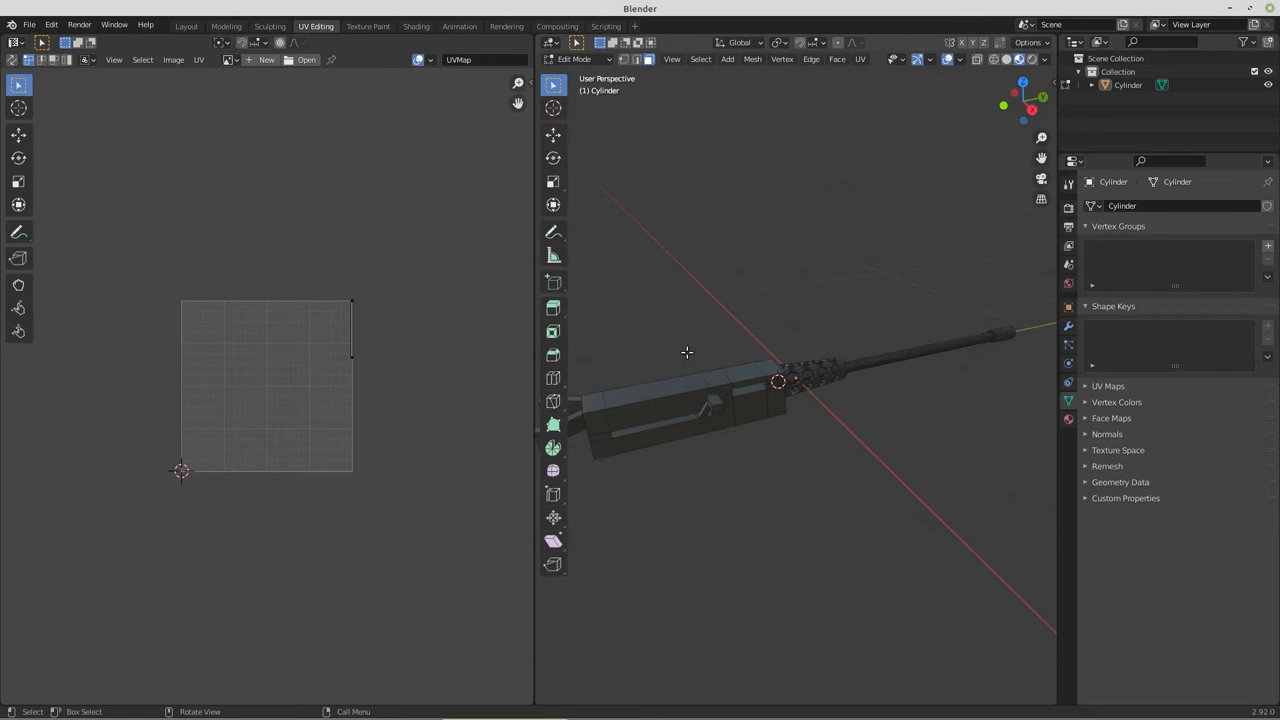 Blender
File Edit Render Window Help Layout Modeling Sculpting UV Editing Texture Paint Shading Animation Rendering Compositing Scripting + Scene View Layer
Global Options
View Select Image UV New Open UVMap Edit Mode View Select Add Mesh Vertex Edge Face UV
User Perspective
(1) Cylinder
Scene Collection
Collection
Cylinder
Z
Y
X
Cylinder Cylinder
Cylinder
Vertex Groups
Shape Keys
UV Maps
Vertex Colors
Face Maps
Normals
Texture Space
Remesh
Geometry Data
Custom Properties
Select Box Select Rotate View Call Menu 2.92.0